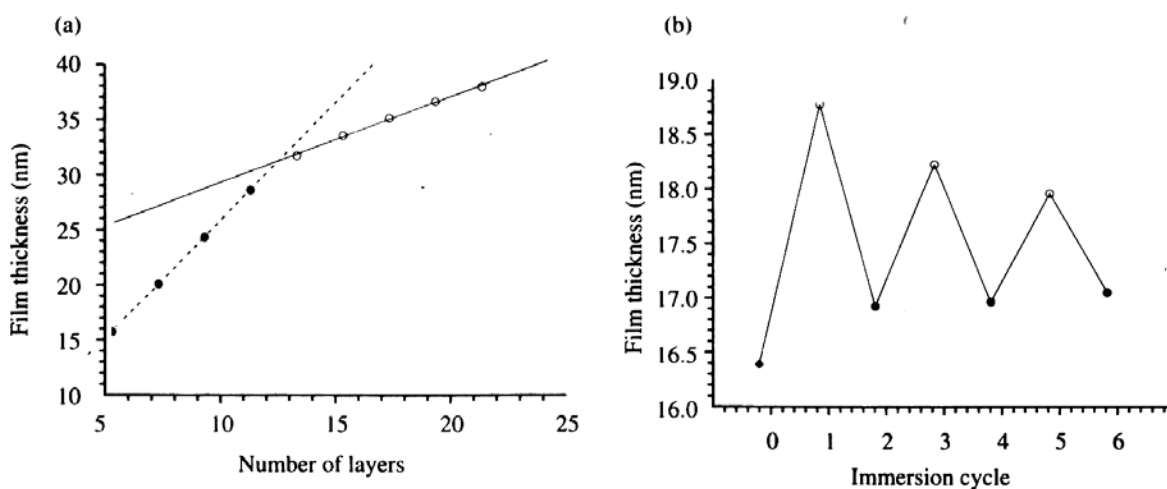 (a)
40
35
30
25
20
15
10
5 10 15 20 25
Film thickness (nm)
Number of layers
(b)
19.0
18.5
18.0
17.5
17.0
16.5
16.0
0 1 2 3 4 5 6
Film thickness (nm)
Immersion cycle